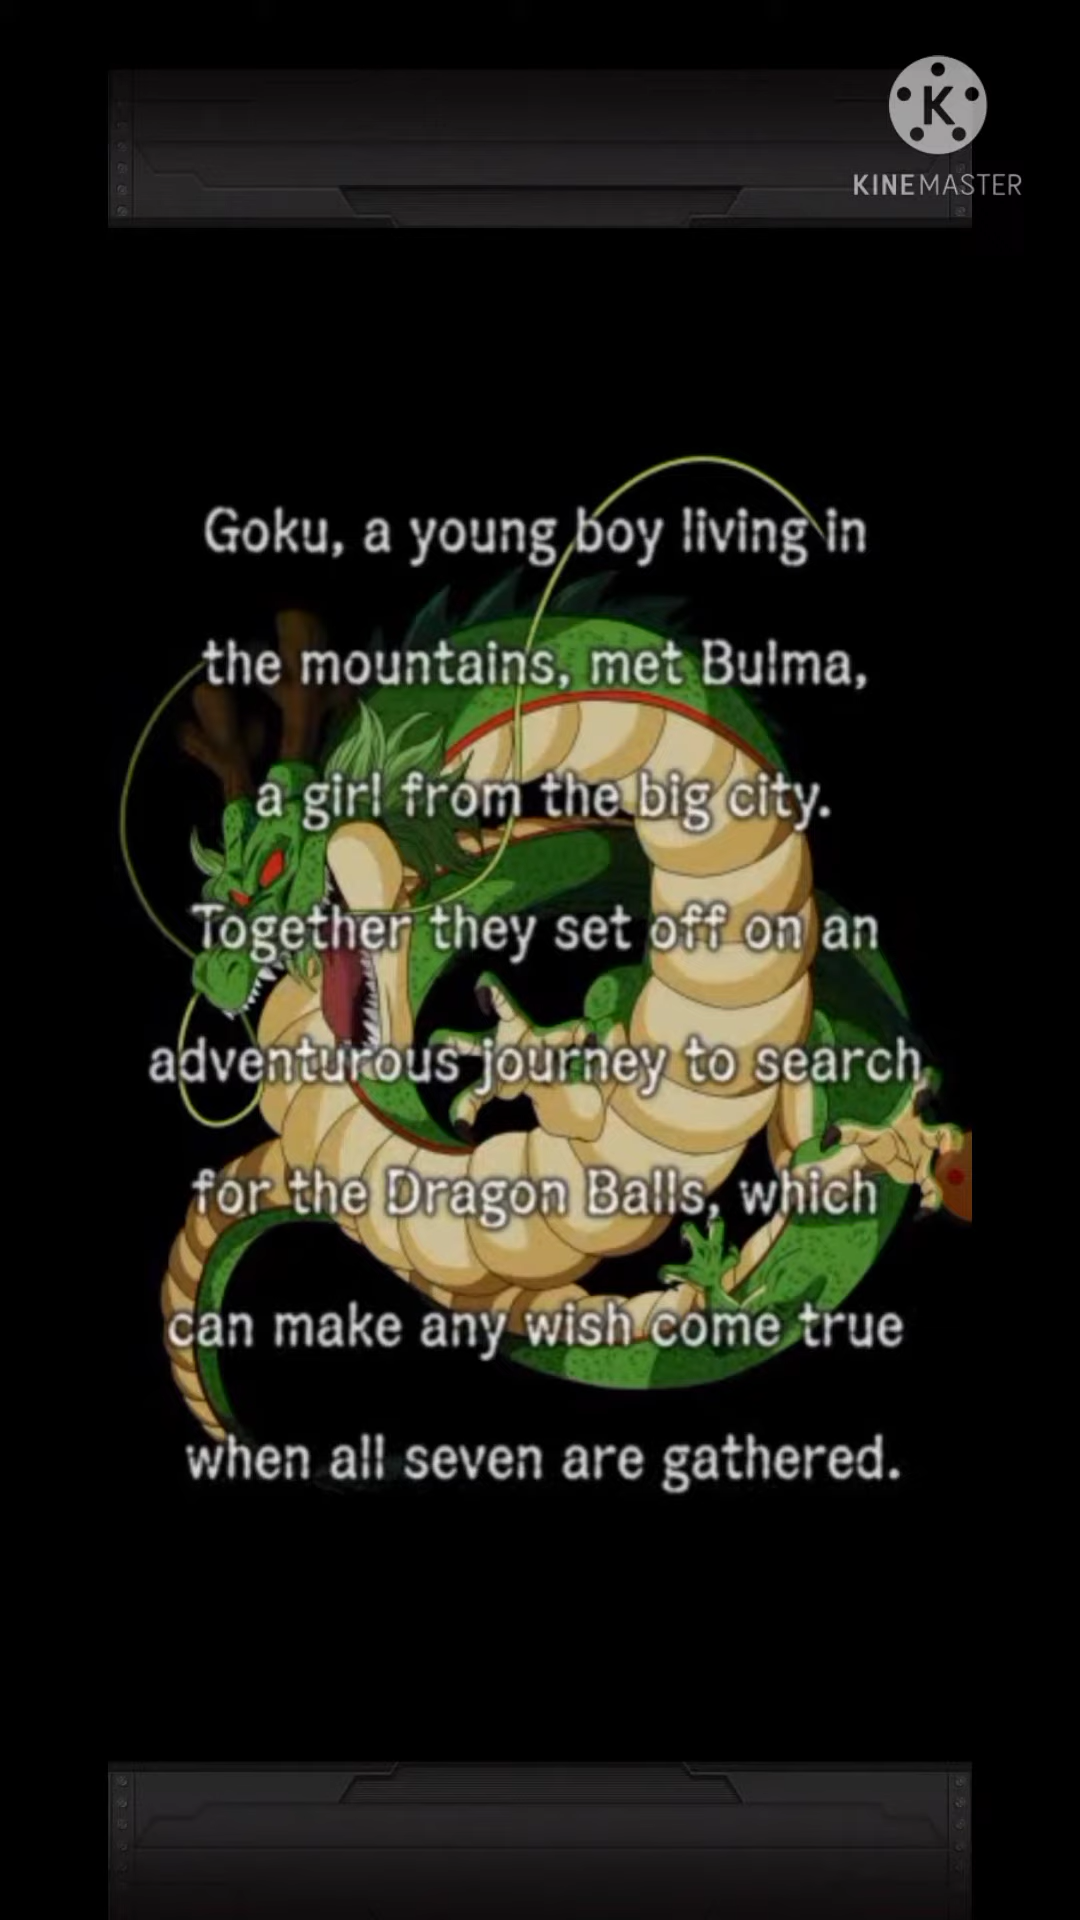 K
KINEMASTER
Goku, a young boy living in
the mountains, met Bulma,
a girl from the big city.
Together they set off on an
adventurous journey to search
for the Dragon Balls, which
can make any wish come true
when all seven are gathered.